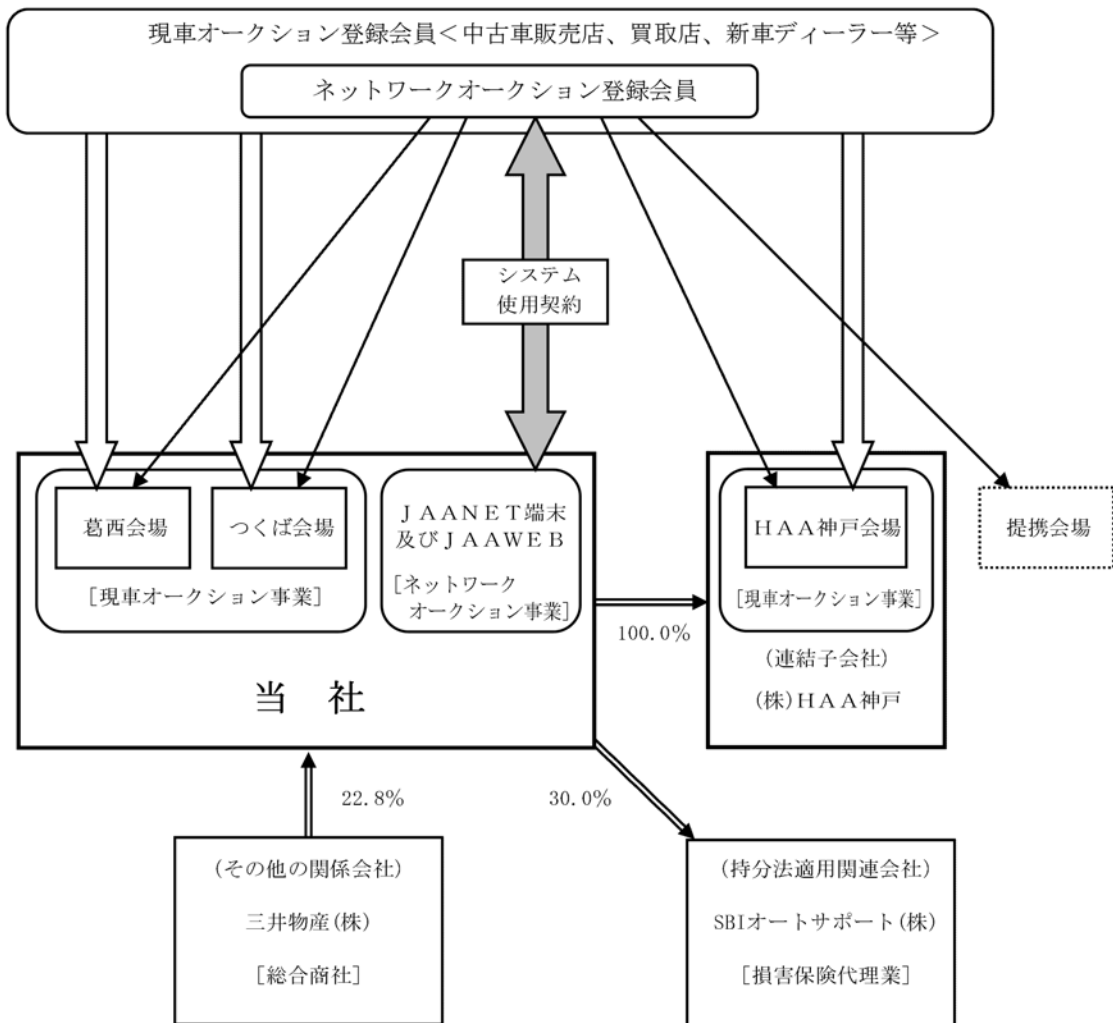 現車オークション登録会員＜中古車販売店、買取店、新車ディーラー等＞
ネットワークオークション登録会員
システム
使用契約
葛西会場
つくば会場
[現車オークション事業]
ＪＡＡＮＥＴ端末
及びＪＡＡＷＥＢ
[ネットワーク
オークション事業]
当　社
100.0%
ＨＡＡ神戸会場
[現車オークション事業]
(連結子会社)
(株)ＨＡＡ神戸
提携会場
22.8%
30.0%
(その他の関係会社)
三井物産(株)
[総合商社]
(持分法適用関連会社)
SBIオートサポート(株)
[損害保険代理業]